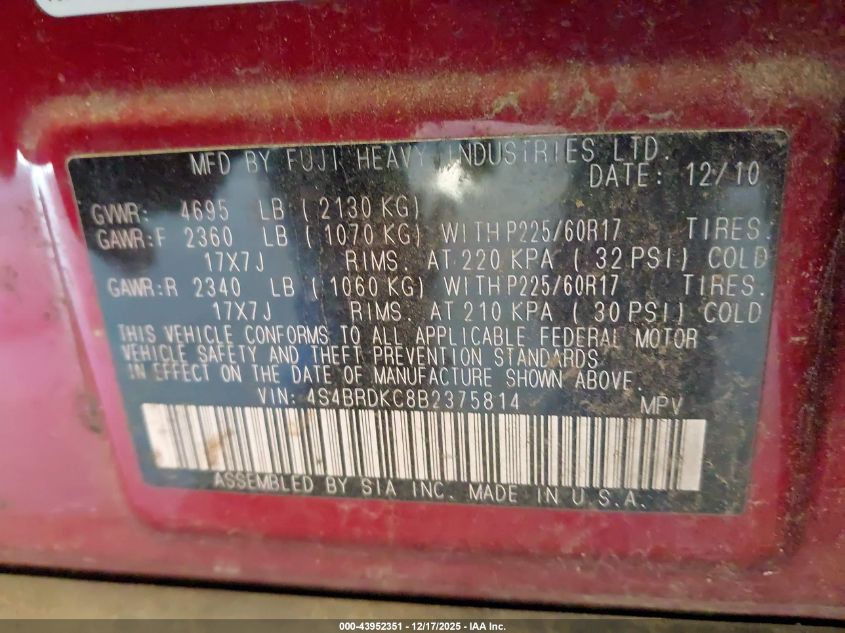 MFD BY FUJI HEAVY INDUSTRIES LTD.
DATE: 12/10
GVWR: 4695 LB ( 2130 KG)
GAWR:F 2360 LB ( 1070 KG) WITH P225/60R17 TIRES.
17X7J RIMS. AT 220 KPA ( 32 PSI) COLD
GAWR:R 2340 LB ( 1060 KG) WITH P225/60R17 TIRES.
17X7J RIMS. AT 210 KPA ( 30 PSI) COLD
THIS VEHICLE CONFORMS TO ALL APPLICABLE FEDERAL MOTOR
VEHICLE SAFETY AND THEFT PREVENTION STANDARDS
IN EFFECT ON THE DATE OF MANUFACTURE SHOWN ABOVE.
VIN: 4S4BRDKC8B2375814 MPV
ASSEMBLED BY SIA INC. MADE IN U.S.A.
000-43952351 - 12/17/2025 - IAA Inc.